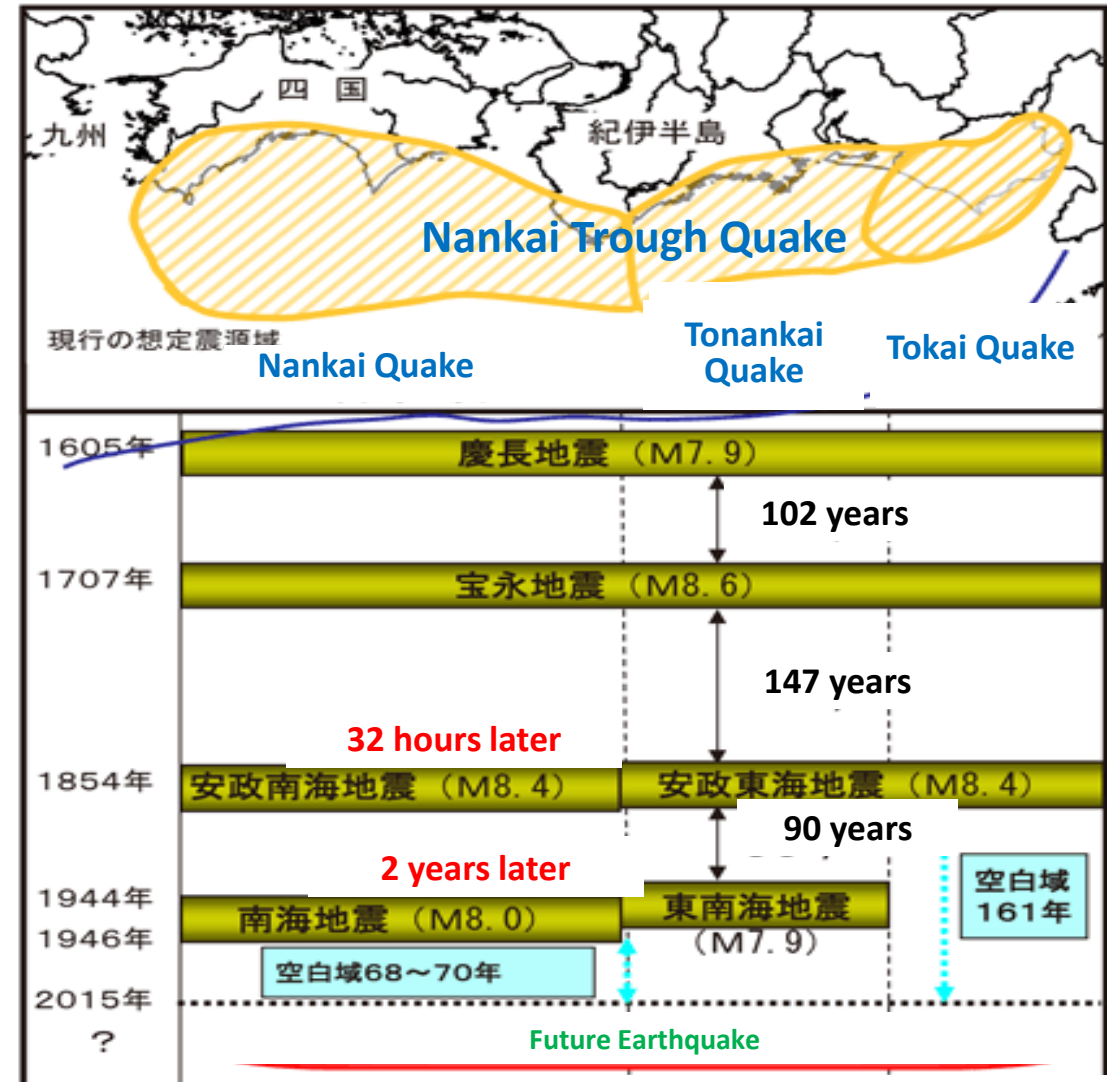 四 国
九州
紀伊半島
Nankai Trough Quake
現行の想定震源域
Nankai Quake
Tonankai
Quake
Tokai Quake
1605年
慶長地震（M7.9）
102 years
1707年
宝永地震（M8.6）
147 years
32 hours later
1854年
安政南海地震（M8.4）
安政東海地震（M8.4）
90 years
2 years later
1944年
南海地震（M8.0）
東南海地震
（M7.9）
空白域
161年
1946年
空白域68～70年
2015年
？
Future Earthquake